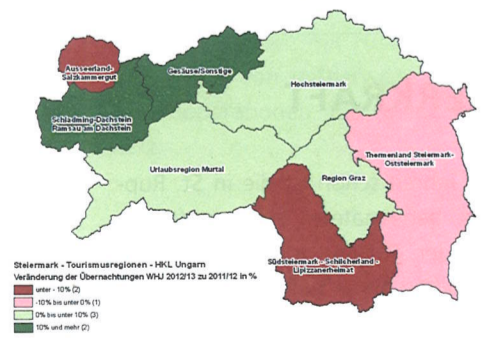 Ausseerland-
Salzkammergut
Gesäuse/Sonstige
Hochsteiermark
Schladming-Dachstein
Ramsau am Dachstein
Thermenland Steiermark-
Oststeiermark
Urlaubsregion Murtal
Region Graz
Südsteiermark - Schilcherland -
Lipizzanerheimat
Steiermark - Tourismusregionen - HKL Ungarn
Veränderung der Übernachtungen WHJ 2012/13 zu 2011/12 in %
unter - 10% (2)
-10% bis unter 0% (1)
0% bis unter 10% (3)
10% und mehr (2)